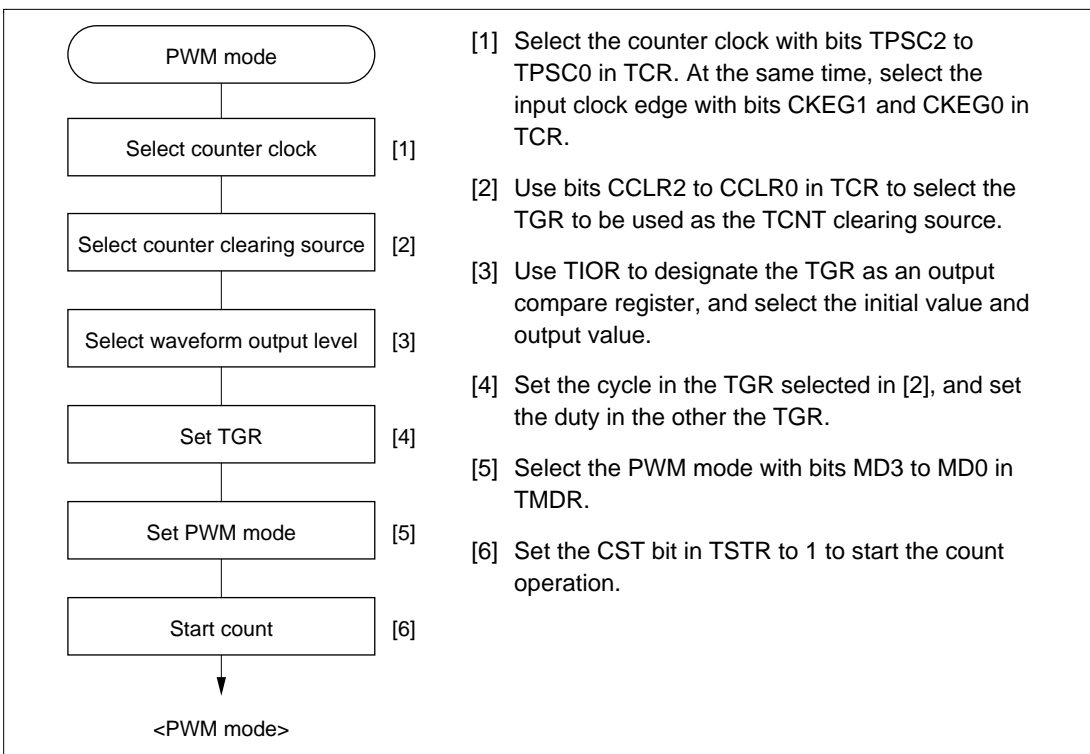 PWM mode
Select counter clock [1]
Select counter clearing source [2]
Select waveform output level [3]
Set TGR [4]
Set PWM mode [5]
Start count [6]
<PWM mode>
[1] Select the counter clock with bits TPSC2 to
TPSC0 in TCR. At the same time, select the
input clock edge with bits CKEG1 and CKEG0 in
TCR.
[2] Use bits CCLR2 to CCLR0 in TCR to select the
TGR to be used as the TCNT clearing source.
[3] Use TIOR to designate the TGR as an output
compare register, and select the initial value and
output value.
[4] Set the cycle in the TGR selected in [2], and set
the duty in the other the TGR.
[5] Select the PWM mode with bits MD3 to MD0 in
TMDR.
[6] Set the CST bit in TSTR to 1 to start the count
operation.